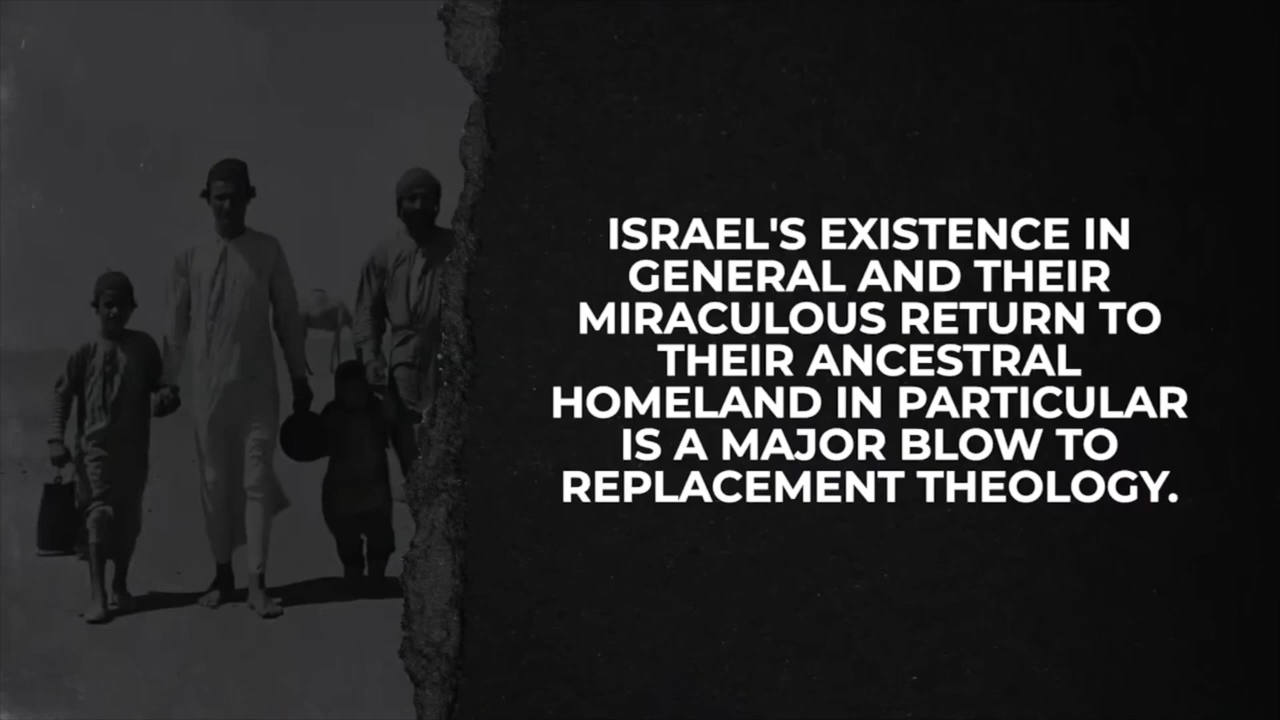 ISRAEL'S EXISTENCE IN
GENERAL AND THEIR
MIRACULOUS RETURN TO
THEIR ANCESTRAL
HOMELAND IN PARTICULAR
IS A MAJOR BLOW TO
REPLACEMENT THEOLOGY.